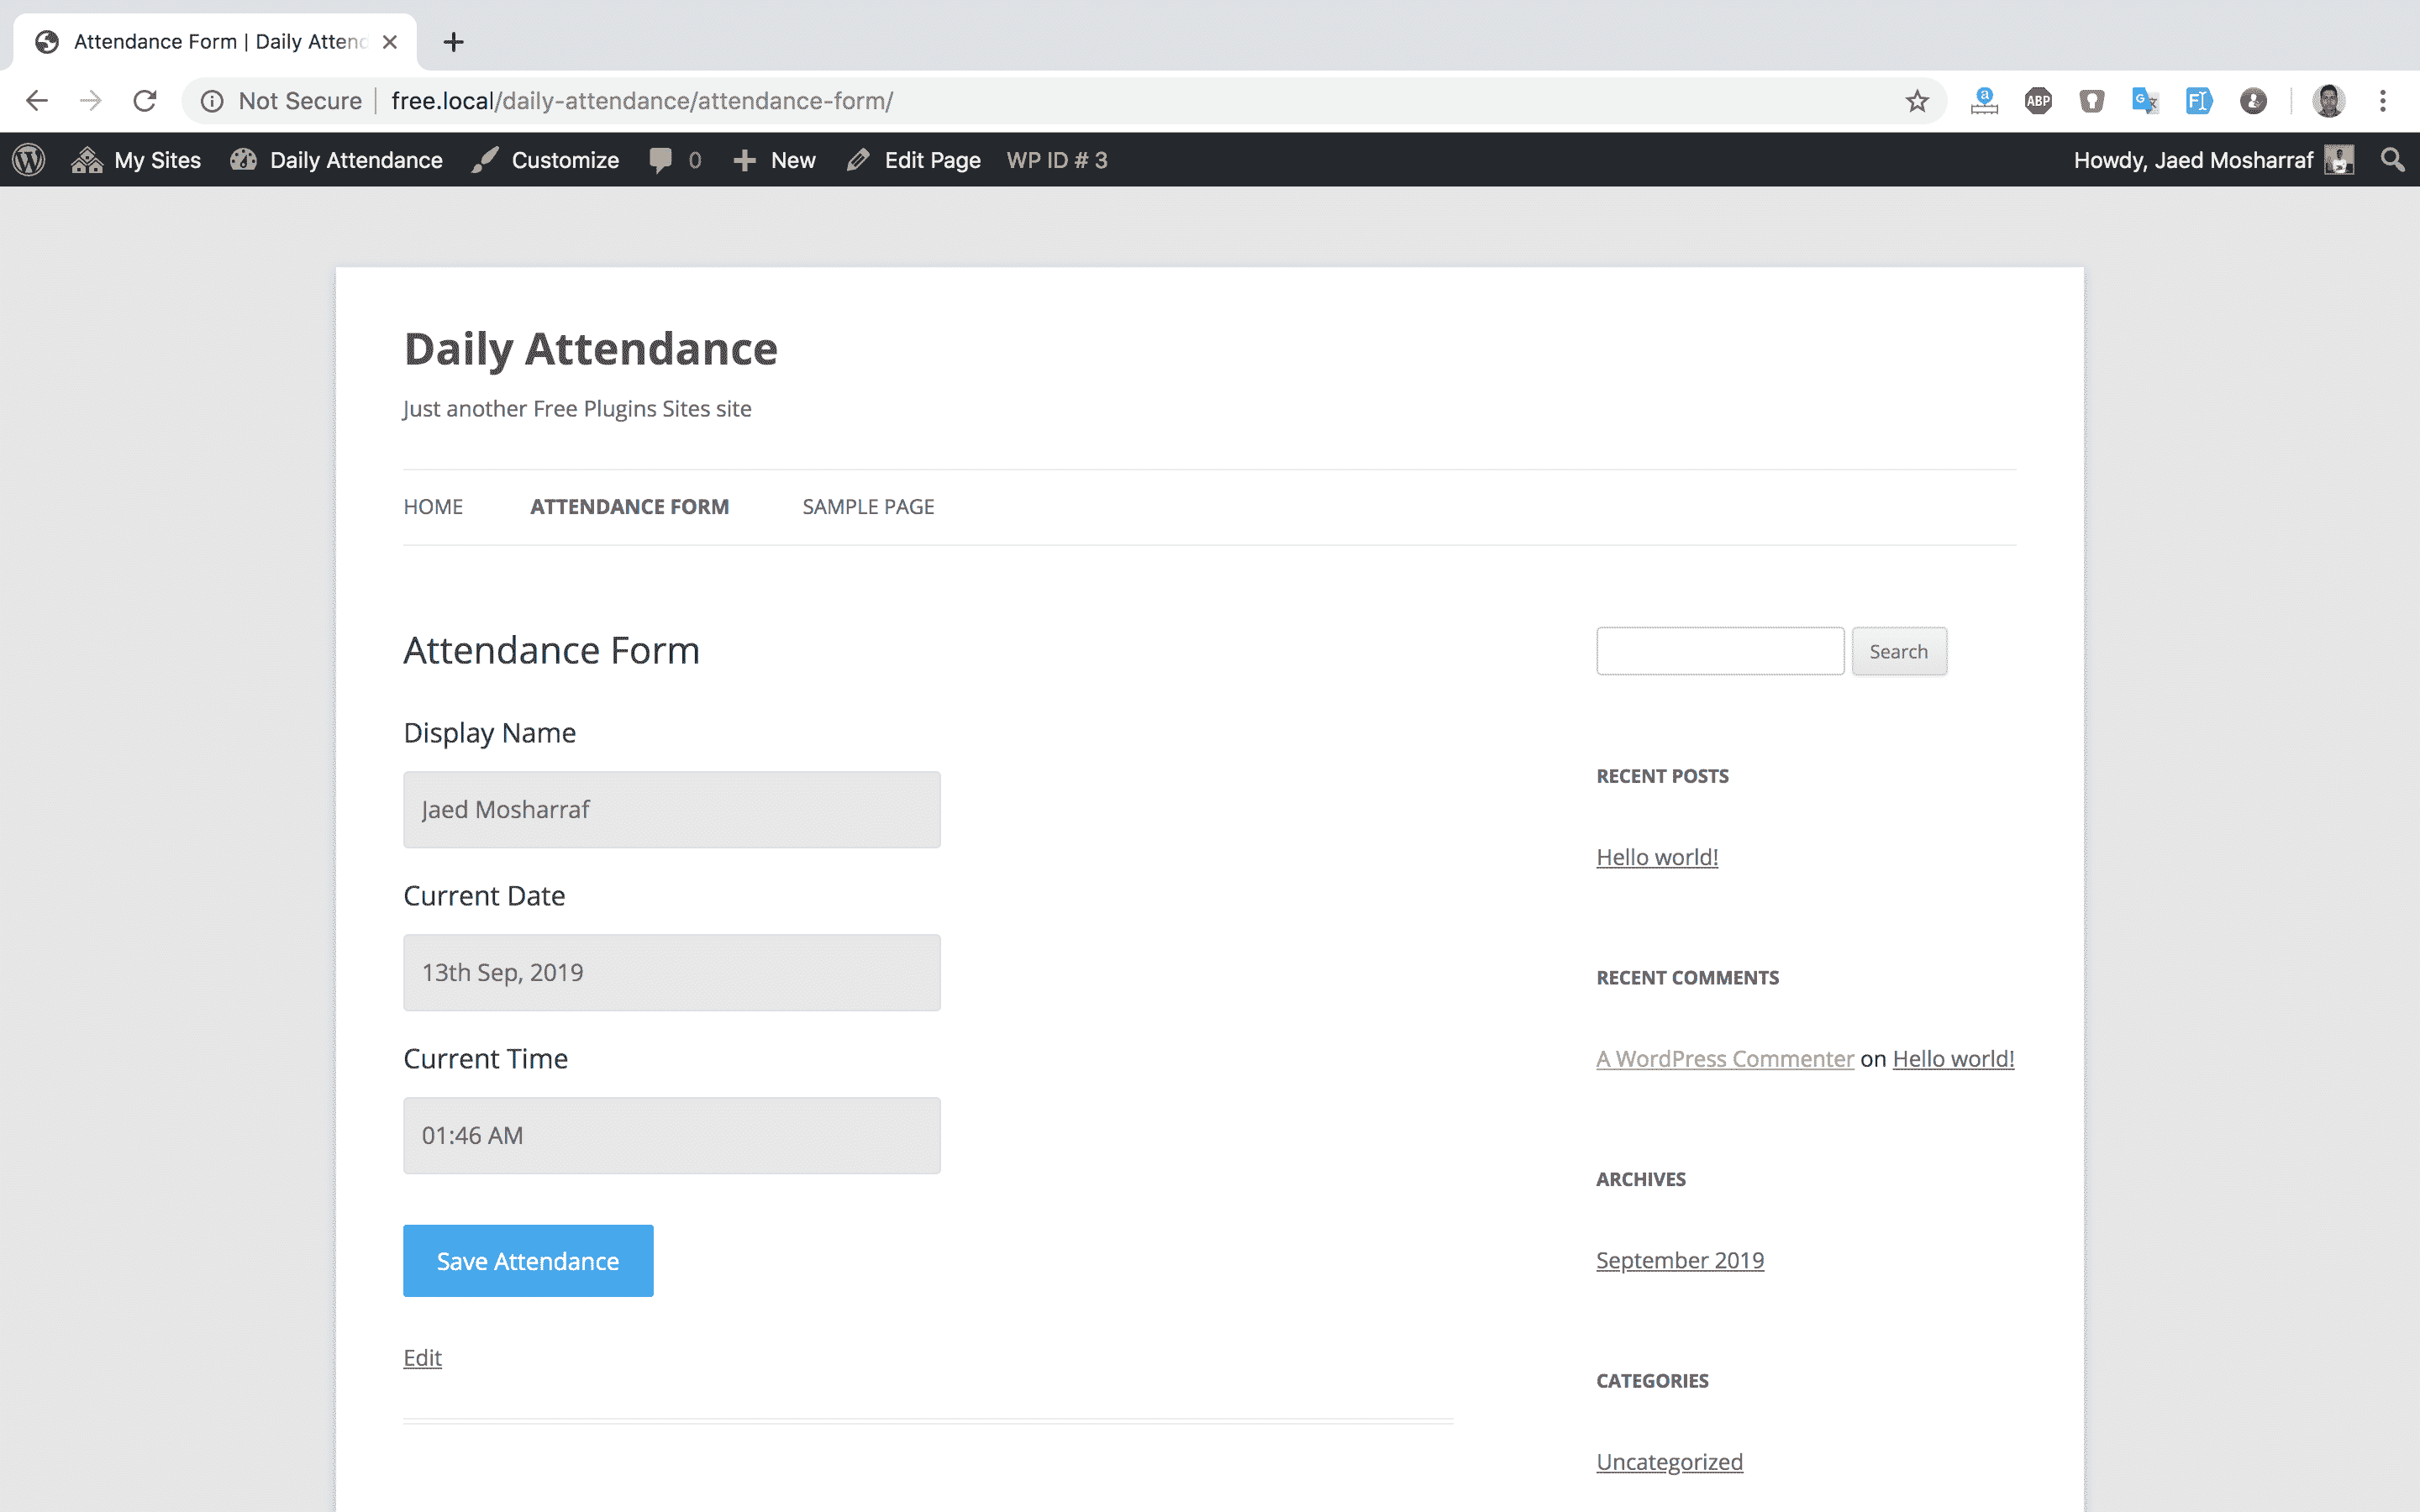 Attendance Form | Daily Atten
Not Secure free.local/daily-attendance/attendance-form/
ABP
My Sites Daily Attendance Customize 0 New Edit Page WP ID # 3 Howdy, Jaed Mosharraf
Daily Attendance
Just another Free Plugins Sites site
HOME ATTENDANCE FORM SAMPLE PAGE
Attendance Form
Display Name
Jaed Mosharraf
Current Date
13th Sep, 2019
Current Time
01:46 AM
Save Attendance
Edit
Search
RECENT POSTS
Hello world!
RECENT COMMENTS
A WordPress Commenter on Hello world!
ARCHIVES
September 2019
CATEGORIES
Uncategorized